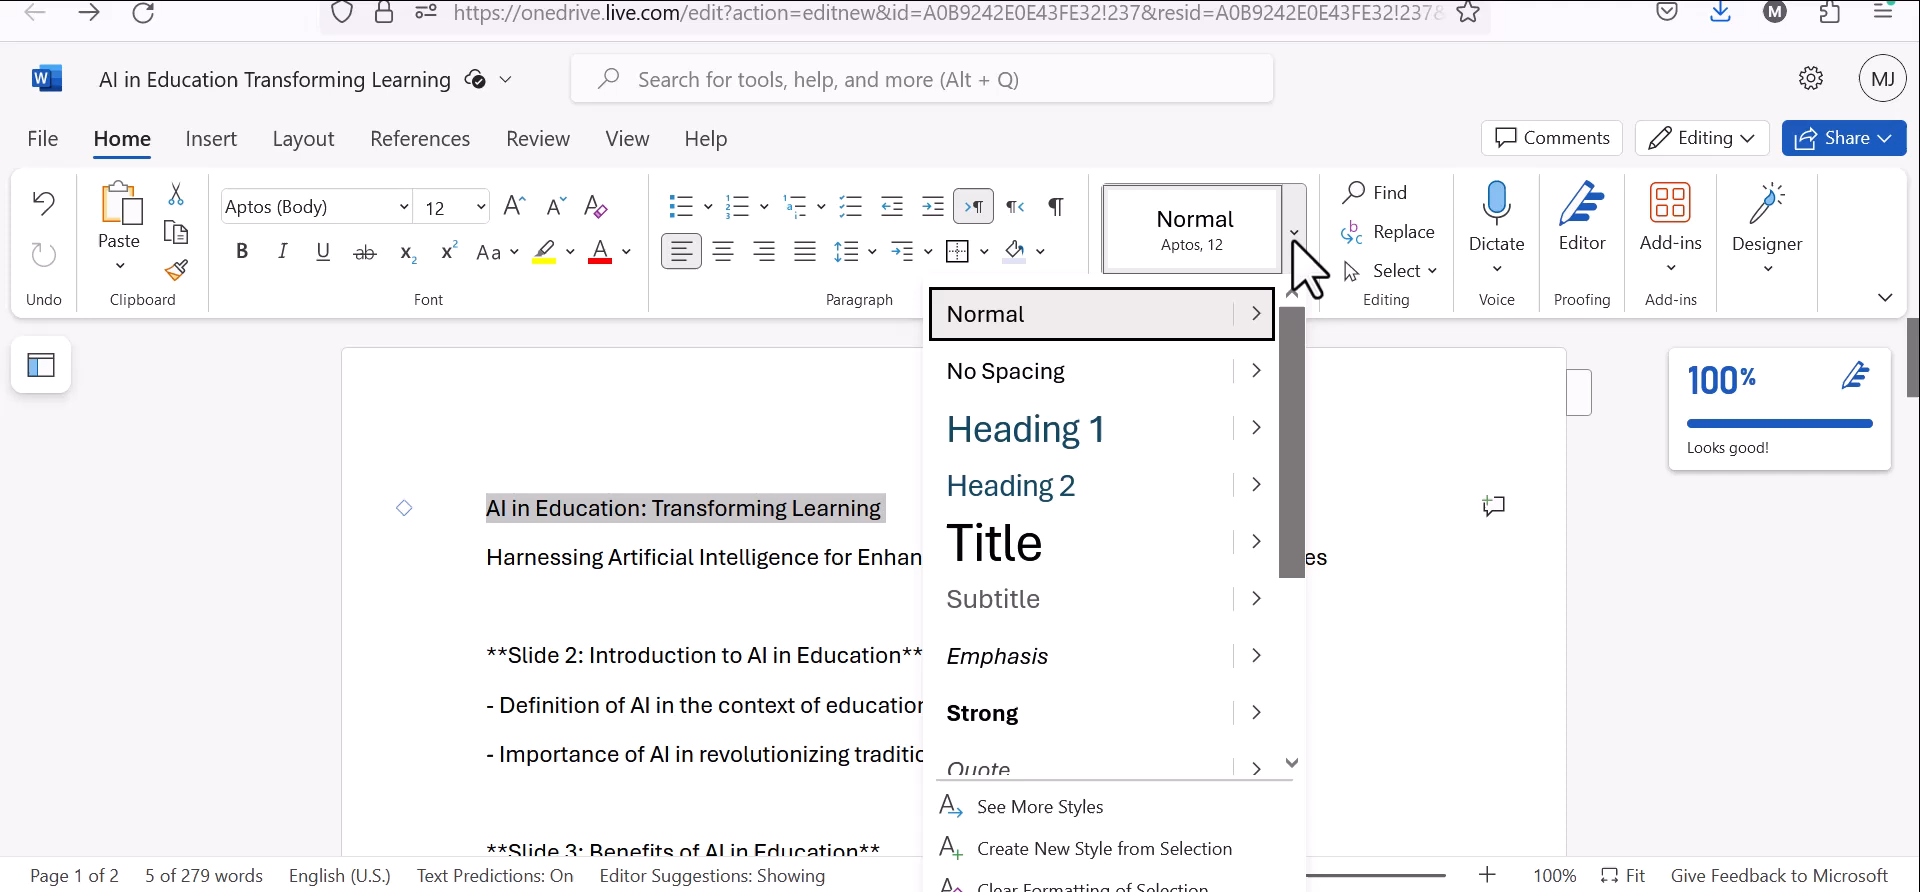 https://onedrive.live.com/edit?action=editnew&id=A0B9242E0E43FE32!237&resid=A0B9242E0E43FE32!237&
M
W
AI in Education Transforming Learning
Search for tools, help, and more (Alt + Q)
MJ
File Home Insert Layout References Review View Help
Comments Editing Share
Aptos (Body) 12
Paste
Normal
Aptos, 12
Find
Replace
Select
Dictate
Editor
Add-ins
Designer
Undo Clipboard Font Paragraph Editing Voice Proofing Add-ins
Normal
No Spacing
Heading 1
Heading 2
Title
Subtitle
Emphasis
Strong
Quote
See More Styles
Create New Style from Selection
Clear Formatting of Selection
100%
Looks good!
AI in Education: Transforming Learning
Harnessing Artificial Intelligence for Enhan es
**Slide 2: Introduction to AI in Education**
- Definition of AI in the context of education
- Importance of AI in revolutionizing traditic
**Slide 3: Benefits of AI in Education**
Page 1 of 2 5 of 279 words English (U.S.) Text Predictions: On Editor Suggestions: Showing 100% Fit Give Feedback to Microsoft